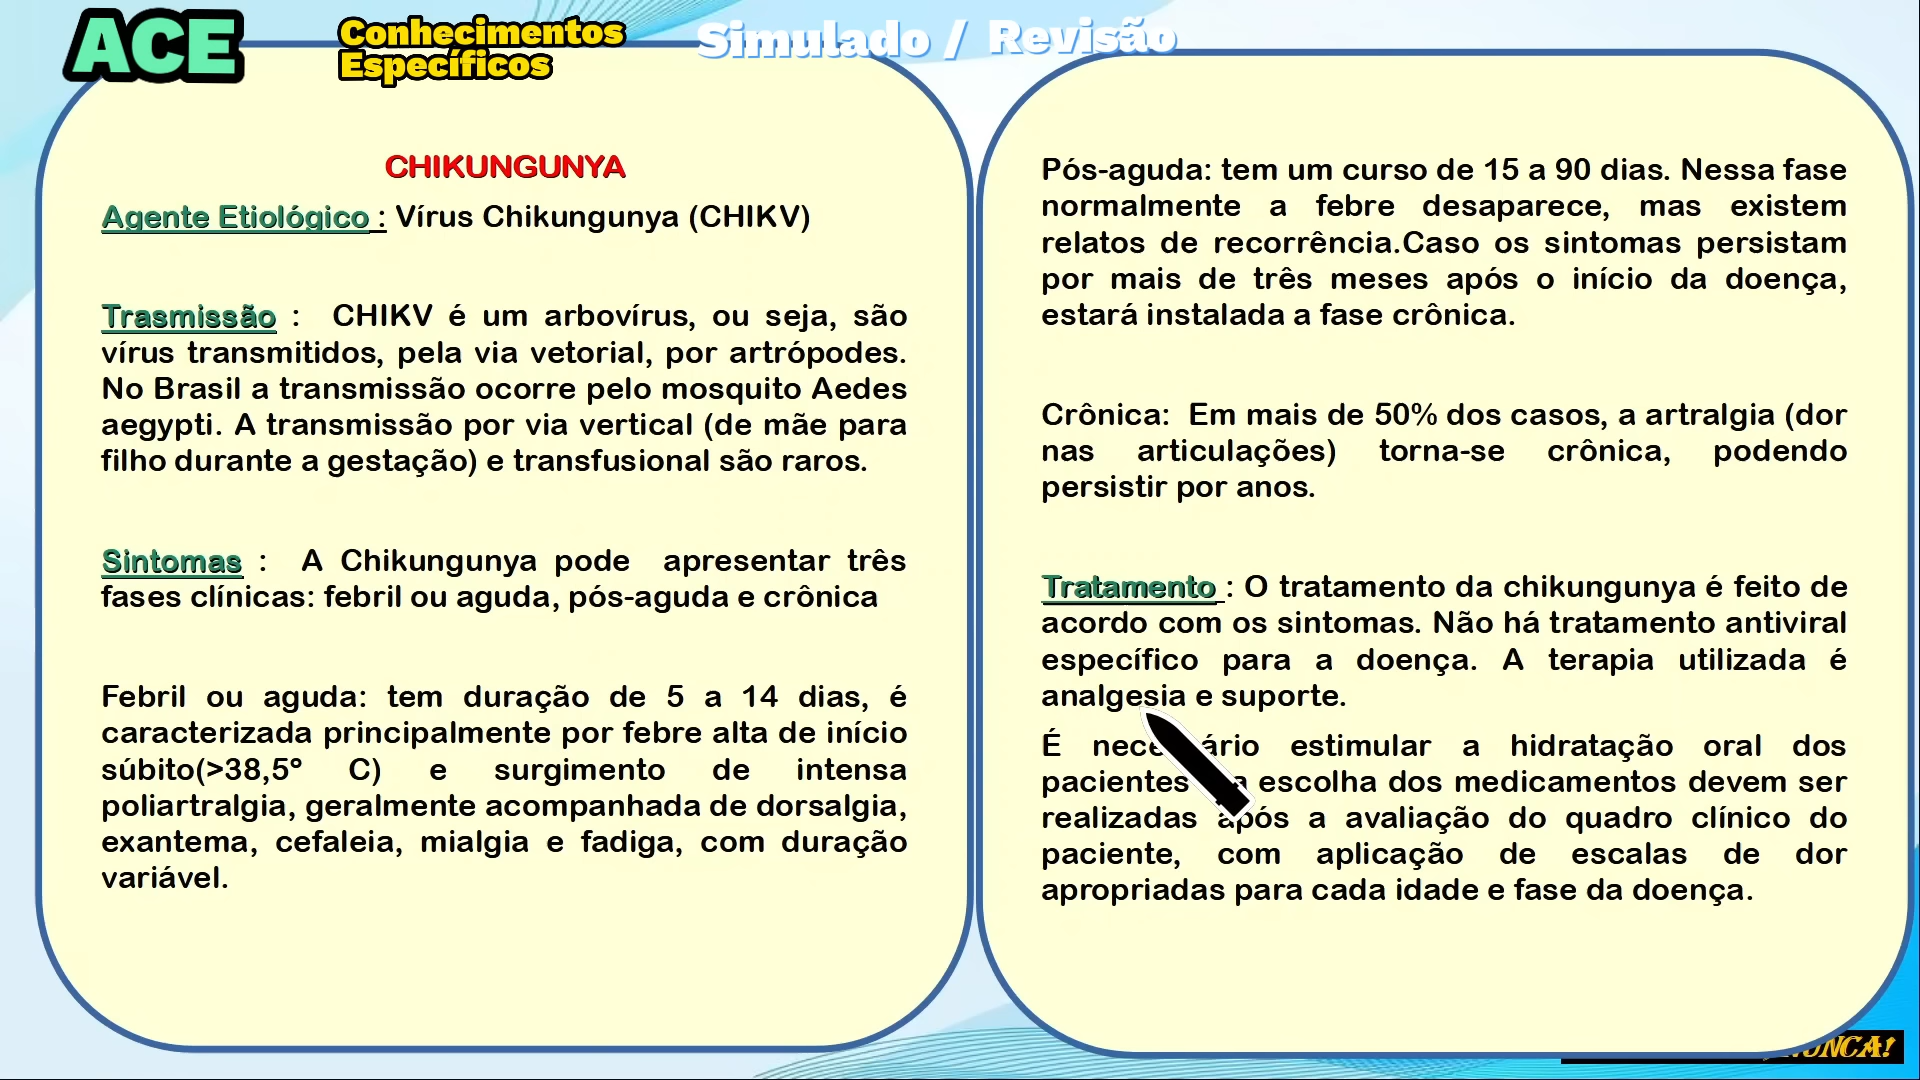 ACE
Conhecimentos
Específicos
Simulado / Revisão
CHIKUNGUNYA
Agente Etiológico : Vírus Chikungunya (CHIKV)
Trasmissão : CHIKV é um arbovírus, ou seja, são
vírus transmitidos, pela via vetorial, por artrópodes.
No Brasil a transmissão ocorre pelo mosquito Aedes
aegypti. A transmissão por via vertical (de mãe para
filho durante a gestação) e transfusional são raros.
Sintomas : A Chikungunya pode apresentar três
fases clínicas: febril ou aguda, pós-aguda e crônica
Febril ou aguda: tem duração de 5 a 14 dias, é
caracterizada principalmente por febre alta de início
súbito(>38,5º C) e surgimento de intensa
poliartralgia, geralmente acompanhada de dorsalgia,
exantema, cefaleia, mialgia e fadiga, com duração
variável.
Pós-aguda: tem um curso de 15 a 90 dias. Nessa fase
normalmente a febre desaparece, mas existem
relatos de recorrência.Caso os sintomas persistam
por mais de três meses após o início da doença,
estará instalada a fase crônica.
Crônica: Em mais de 50% dos casos, a artralgia (dor
nas articulações) torna-se crônica, podendo
persistir por anos.
Tratamento : O tratamento da chikungunya é feito de
acordo com os sintomas. Não há tratamento antiviral
específico para a doença. A terapia utilizada é
analgesia e suporte.
É necessário estimular a hidratação oral dos
pacientes a escolha dos medicamentos devem ser
realizadas após a avaliação do quadro clínico do
paciente, com aplicação de escalas de dor
apropriadas para cada idade e fase da doença.